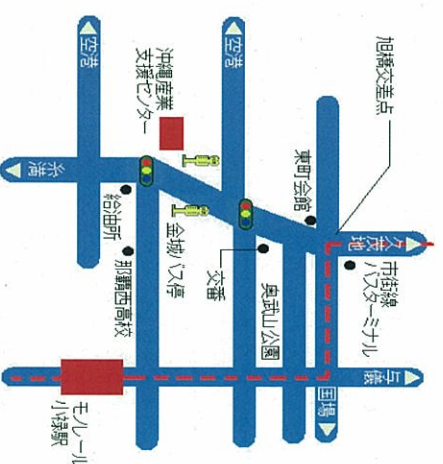 旭橋交差点
空港
空港
沖縄産業
支援センター
東町会館
糸満
久茂地
給油所
金城バス停
市街線
バスターミナル
那覇西高校
交番
奥武山公園
与儀
国場
モノレール
小禄駅